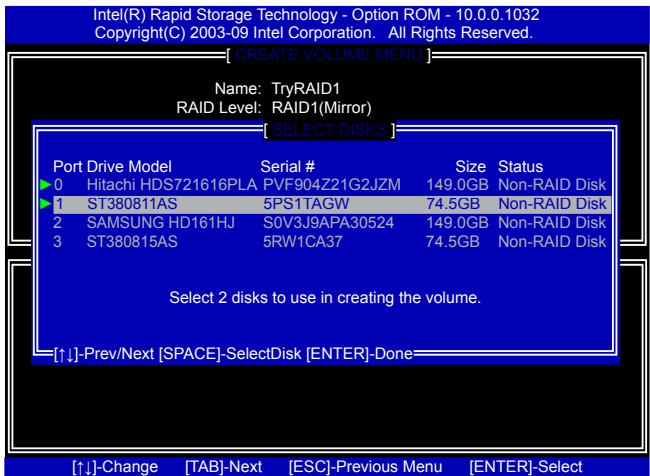 Intel(R) Rapid Storage Technology - Option ROM - 10.0.0.1032
Copyright(C) 2003-09 Intel Corporation. All Rights Reserved.
[ CREATE VOLUME MENU ]
Name: TryRAID1
RAID Level: RAID1(Mirror)
[ SELECT DISKS ]
Port Drive Model Serial # Size Status
0 Hitachi HDS721616PLA PVF904Z21G2JZM 149.0GB Non-RAID Disk
1 ST380811AS 5PS1TAGW 74.5GB Non-RAID Disk
2 SAMSUNG HD161HJ S0V3J9APA30524 149.0GB Non-RAID Disk
3 ST380815AS 5RW1CA37 74.5GB Non-RAID Disk
Select 2 disks to use in creating the volume.
[↑↓]-Prev/Next [SPACE]-SelectDisk [ENTER]-Done
[↑↓]-Change [TAB]-Next [ESC]-Previous Menu [ENTER]-Select